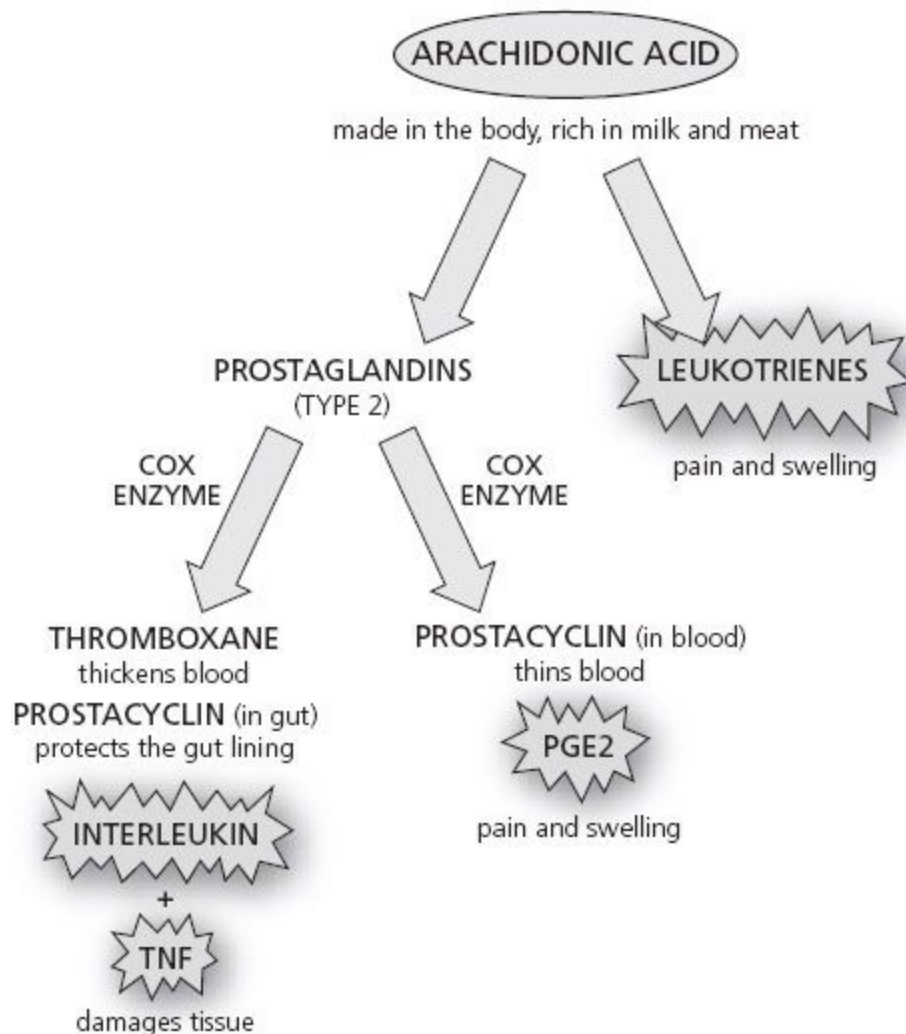 ARACHIDONIC ACID
made in the body, rich in milk and meat
PROSTAGLANDINS
(TYPE 2)
LEUKOTRIENES
pain and swelling
COX
ENZYME
COX
ENZYME
THROMBOXANE
thickens blood
PROSTACYCLIN (in gut)
protects the gut lining
INTERLEUKIN
+
TNF
damages tissue
PROSTACYCLIN (in blood)
thins blood
PGE2
pain and swelling